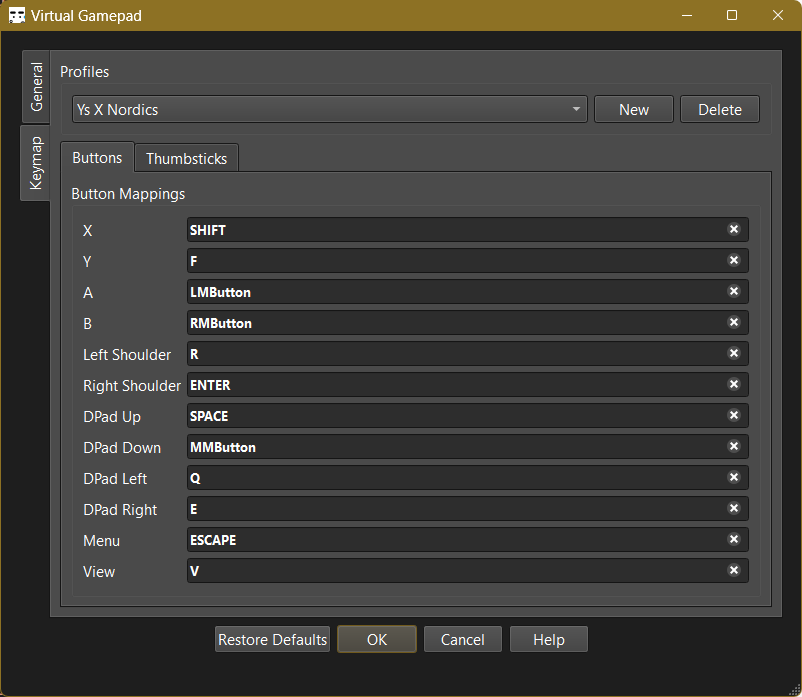 Virtual Gamepad
General
Keymap
Profiles
Ys X Nordics
New
Delete
Buttons
Thumbsticks
Button Mappings
X SHIFT
Y F
A LMButton
B RMButton
Left Shoulder R
Right Shoulder ENTER
DPad Up SPACE
DPad Down MMButton
DPad Left Q
DPad Right E
Menu ESCAPE
View V
Restore Defaults
OK
Cancel
Help